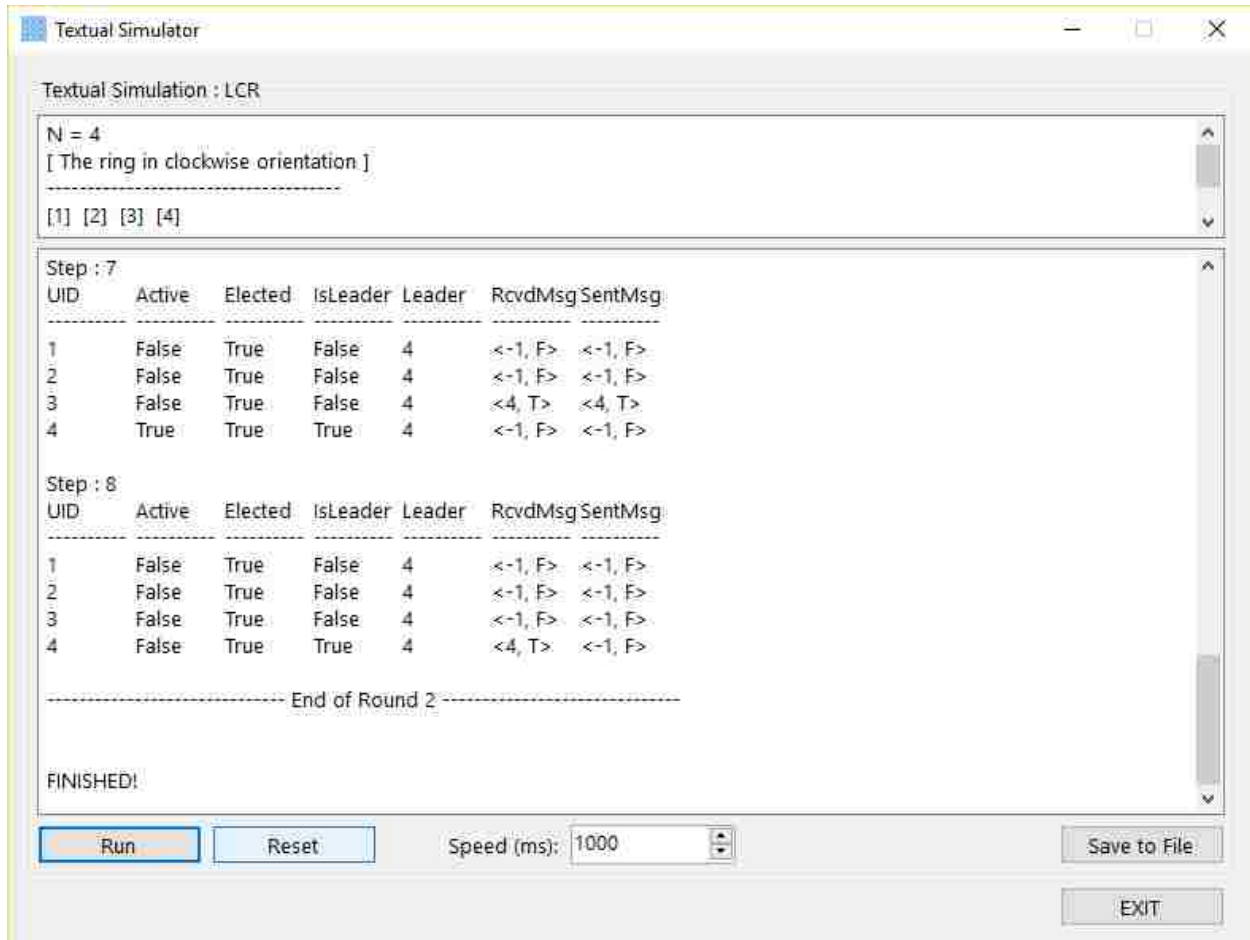 Textual Simulator
Textual Simulation : LCR
N = 4
[ The ring in clockwise orientation ]
--------------------------------------
[1] [2] [3] [4]
Step : 7
UID Active Elected IsLeader Leader RcvdMsg SentMsg
---------- ---------- ---------- ---------- ---------- ---------- ----------
1 False True False 4 <-1, F> <-1, F>
2 False True False 4 <-1, F> <-1, F>
3 False True False 4 <4, T> <4, T>
4 True True True 4 <-1, F> <-1, F>
Step : 8
UID Active Elected IsLeader Leader RcvdMsg SentMsg
---------- ---------- ---------- ---------- ---------- ---------- ----------
1 False True False 4 <-1, F> <-1, F>
2 False True False 4 <-1, F> <-1, F>
3 False True False 4 <-1, F> <-1, F>
4 False True True 4 <4, T> <-1, F>
------------------------------ End of Round 2 ------------------------------
FINISHED!
Run Reset Speed (ms): 1000 Save to File
EXIT